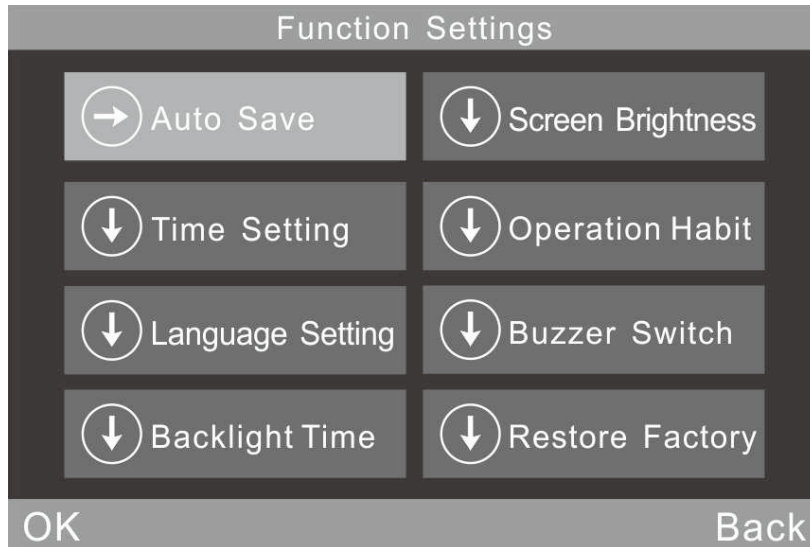 Function Settings
Auto Save
Screen Brightness
Time Setting
Operation Habit
Language Setting
Buzzer Switch
Backlight Time
Restore Factory
OK
Back